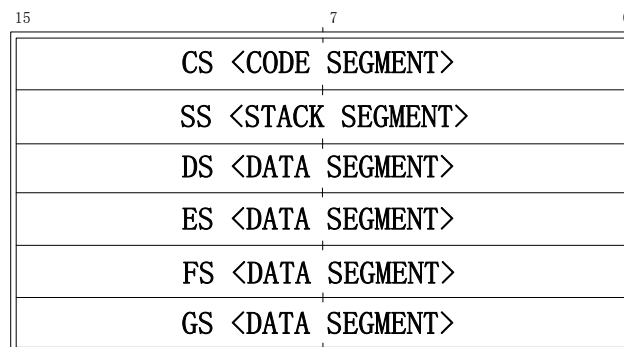 15 7
CS <CODE SEGMENT>
SS <STACK SEGMENT>
DS <DATA SEGMENT>
ES <DATA SEGMENT>
FS <DATA SEGMENT>
GS <DATA SEGMENT>